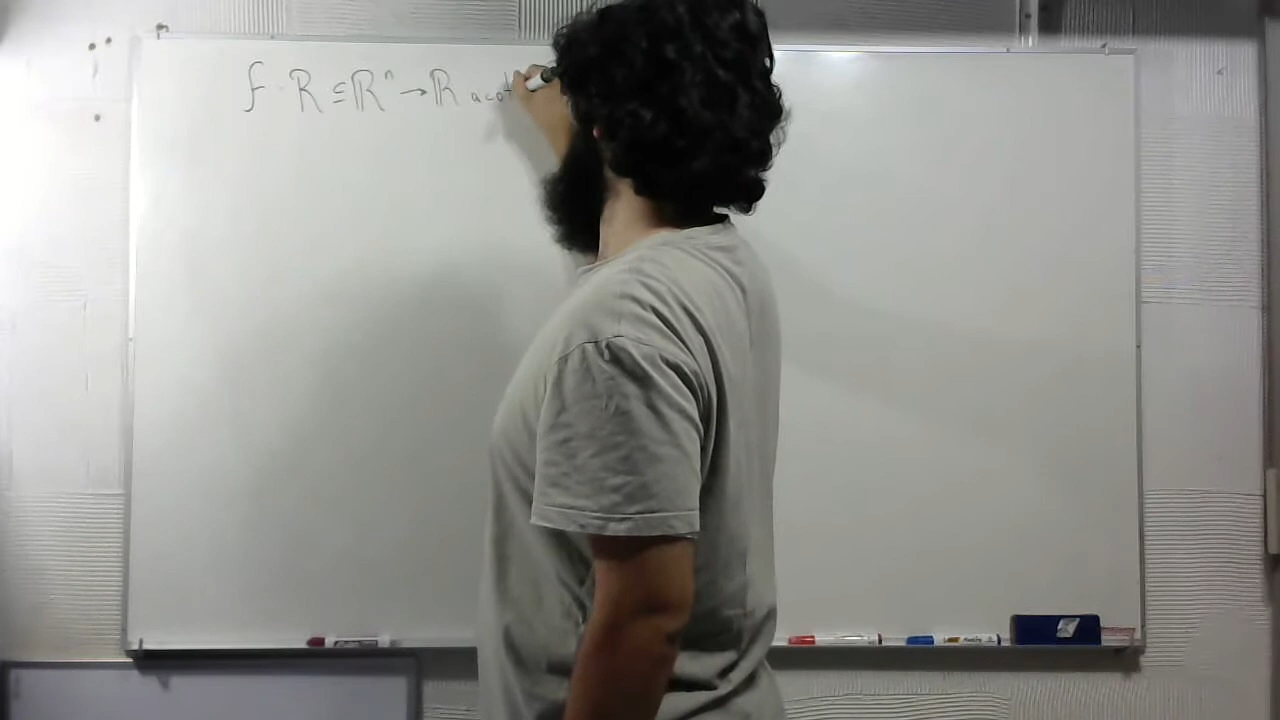 f : R ⊆ ℝⁿ → ℝ acot